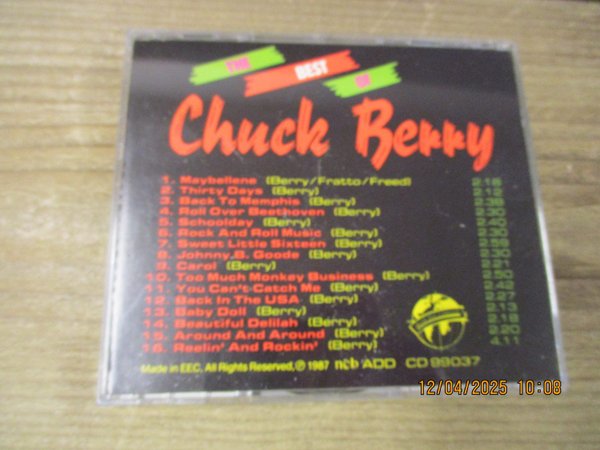 THE BEST OF
Chuck Berry
1. Maybellene (Berry/Fratto/Freed) 2.18
2. Thirty Days (Berry) 2.12
3. Back To Memphis (Berry) 2.38
4. Roll Over Beethoven (Berry) 2.30
5. Schoolday (Berry) 2.40
6. Rock And Roll Music (Berry) 2.30
7. Sweet Little Sixteen (Berry) 2.59
8. Johnny B. Goode (Berry) 2.30
9. Carol (Berry)
10. Too Much Monkey Business (Berry) 2.50
11. You Can't Catch Me (Berry) 2.42
12. Back In The USA (Berry) 2.27
13. Baby Doll (Berry)
14. Beautiful Delilah (Berry) 2.18
15. Around And Around (Berry) 2.20
16. Reelin' And Rockin' (Berry) 4.11
Made in EEC, All Rights Reserved, ℗ 1987 ncb ADD CD 99037
12/04/2025 10:08